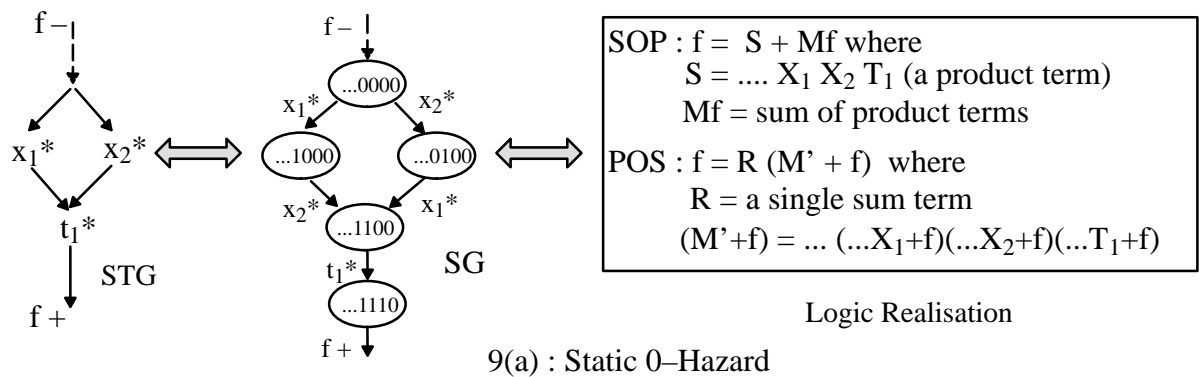 f –
x₁*
x₂*
t₁*
f +
STG
f –
...0000
x₁*
x₂*
...1000
...0100
x₂*
x₁*
...1100
t₁*
SG
...1110
f +
SOP : f = S + Mf where
S = .... X₁ X₂ T₁ (a product term)
Mf = sum of product terms
POS : f = R (M’ + f) where
R = a single sum term
(M’+f) = ... (...X₁+f)(...X₂+f)(...T₁+f)
Logic Realisation
9(a) : Static 0–Hazard